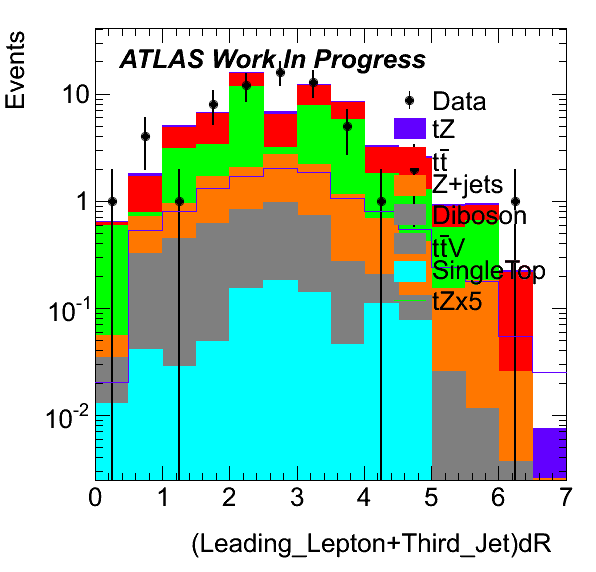 Events
ATLAS Work In Progress
Data
tZ
tt̄
Z+jets
Diboson
tt̄V
SingleTop
tZx5
10
1
10⁻¹
10⁻²
0 1 2 3 4 5 6 7
(Leading_Lepton+Third_Jet)dR